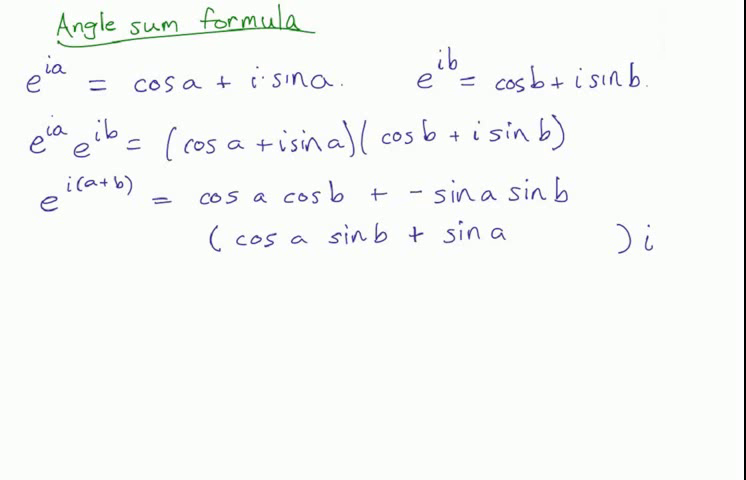 Angle sum formula
e^{ia} = cos a + i·sin a. e^{ib} = cos b + i sin b.
e^{ia} e^{ib} = (cos a + i sin a)(cos b + i sin b)
e^{i(a+b)} = cos a cos b + - sin a sin b
(cos a sin b + sin a ) i